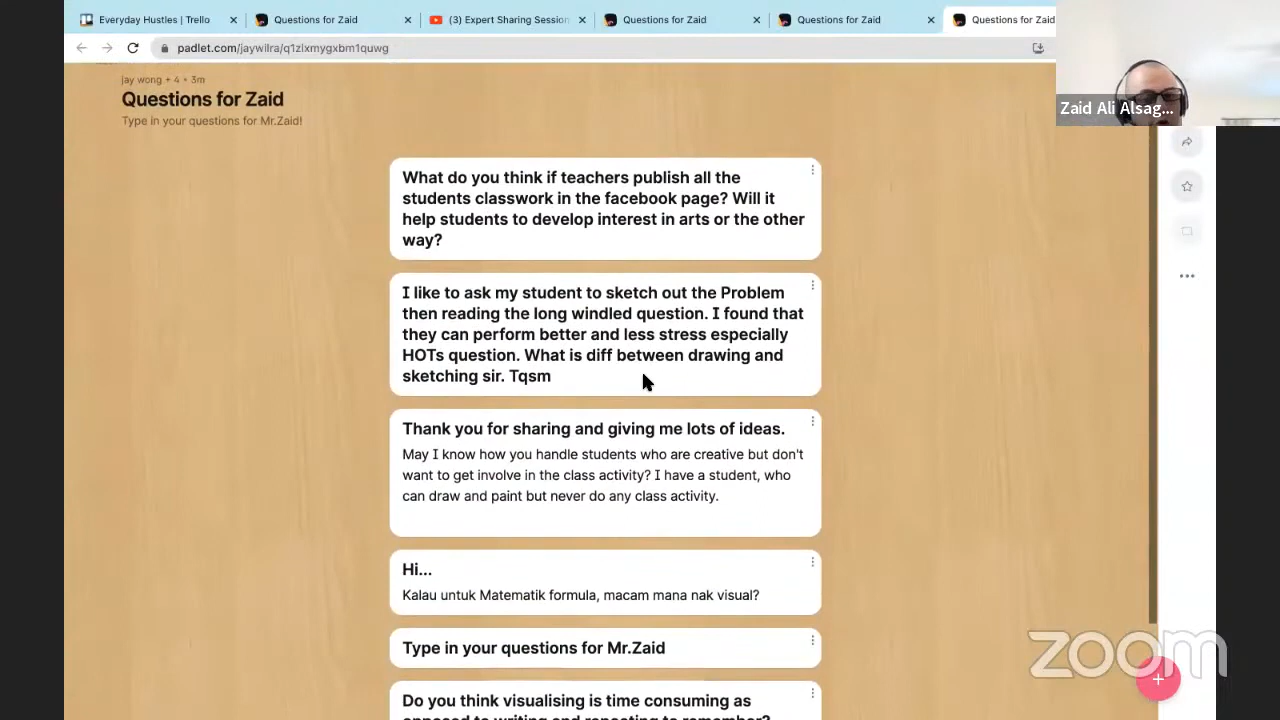 Everyday Hustles | Trello
Questions for Zaid
(3) Expert Sharing Session
Questions for Zaid
Questions for Zaid
Questions for Zaid
padlet.com/jaywilra/q1zlxmygxbm1quwg
Zaid Ali Alsag...
jay wong + 4 • 3m
Questions for Zaid
Type in your questions for Mr.Zaid!
What do you think if teachers publish all the
students classwork in the facebook page? Will it
help students to develop interest in arts or the other
way?
I like to ask my student to sketch out the Problem
then reading the long windled question. I found that
they can perform better and less stress especially
HOTs question. What is diff between drawing and
sketching sir. Tqsm
Thank you for sharing and giving me lots of ideas.
May I know how you handle students who are creative but don't
want to get involve in the class activity? I have a student, who
can draw and paint but never do any class activity.
Hi...
Kalau untuk Matematik formula, macam mana nak visual?
Type in your questions for Mr.Zaid
Do you think visualising is time consuming as
opposed to writing and repeating to remember?
zoom